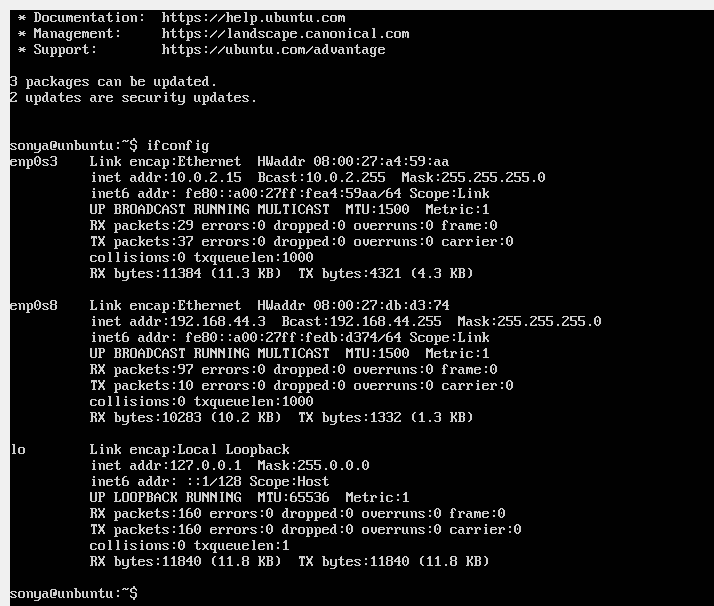 * Documentation:  https://help.ubuntu.com
* Management:     https://landscape.canonical.com
* Support:        https://ubuntu.com/advantage
3 packages can be updated.
2 updates are security updates.
sonya@unbuntu:~$ ifconfig
enp0s3    Link encap:Ethernet  HWaddr 08:00:27:a4:59:aa
inet addr:10.0.2.15  Bcast:10.0.2.255  Mask:255.255.255.0
inet6 addr: fe80::a00:27ff:fea4:59aa/64 Scope:Link
UP BROADCAST RUNNING MULTICAST  MTU:1500  Metric:1
RX packets:29 errors:0 dropped:0 overruns:0 frame:0
TX packets:37 errors:0 dropped:0 overruns:0 carrier:0
collisions:0 txqueuelen:1000
RX bytes:11384 (11.3 KB)  TX bytes:4321 (4.3 KB)
enp0s8    Link encap:Ethernet  HWaddr 08:00:27:db:d3:74
inet addr:192.168.44.3  Bcast:192.168.44.255  Mask:255.255.255.0
inet6 addr: fe80::a00:27ff:fedb:d374/64 Scope:Link
UP BROADCAST RUNNING MULTICAST  MTU:1500  Metric:1
RX packets:97 errors:0 dropped:0 overruns:0 frame:0
TX packets:10 errors:0 dropped:0 overruns:0 carrier:0
collisions:0 txqueuelen:1000
RX bytes:10283 (10.2 KB)  TX bytes:1332 (1.3 KB)
lo        Link encap:Local Loopback
inet addr:127.0.0.1  Mask:255.0.0.0
inet6 addr: ::1/128 Scope:Host
UP LOOPBACK RUNNING  MTU:65536  Metric:1
RX packets:160 errors:0 dropped:0 overruns:0 frame:0
TX packets:160 errors:0 dropped:0 overruns:0 carrier:0
collisions:0 txqueuelen:1
RX bytes:11840 (11.8 KB)  TX bytes:11840 (11.8 KB)
sonya@unbuntu:~$